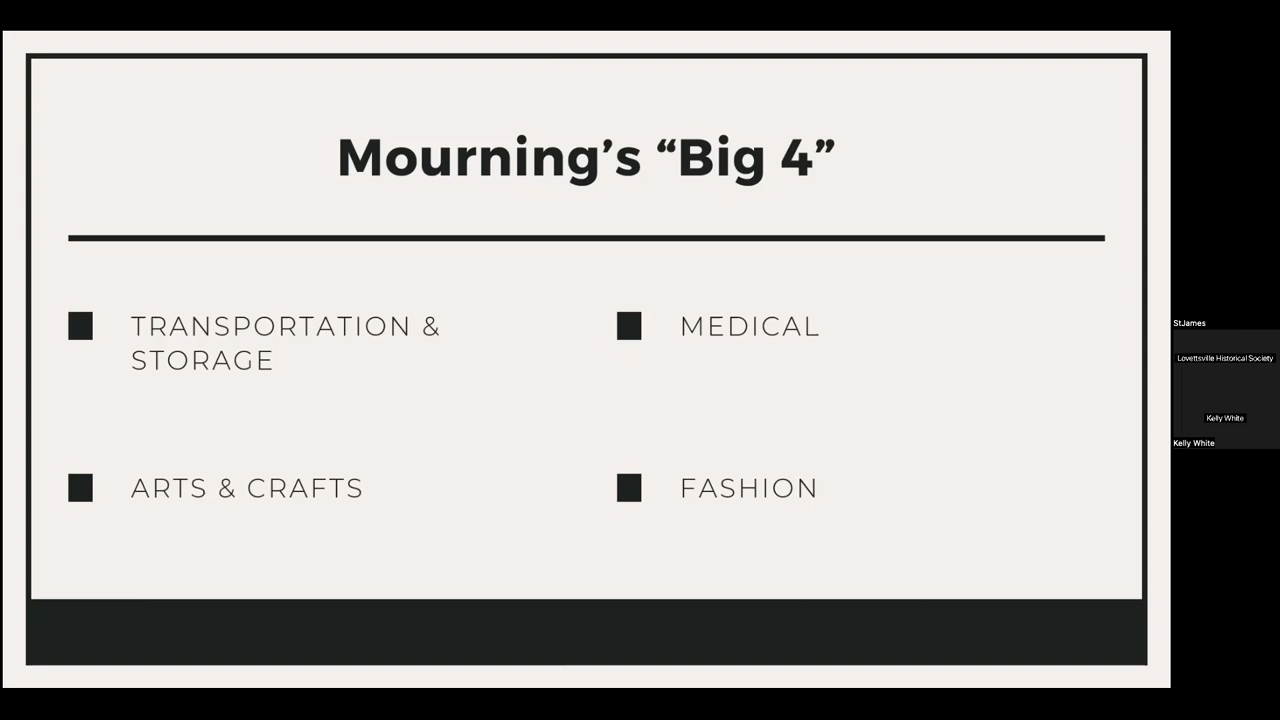 Mourning’s “Big 4”
TRANSPORTATION &
STORAGE
MEDICAL
ARTS & CRAFTS
FASHION
StJames
Lovettsville Historical Society
Kelly White
Kelly White